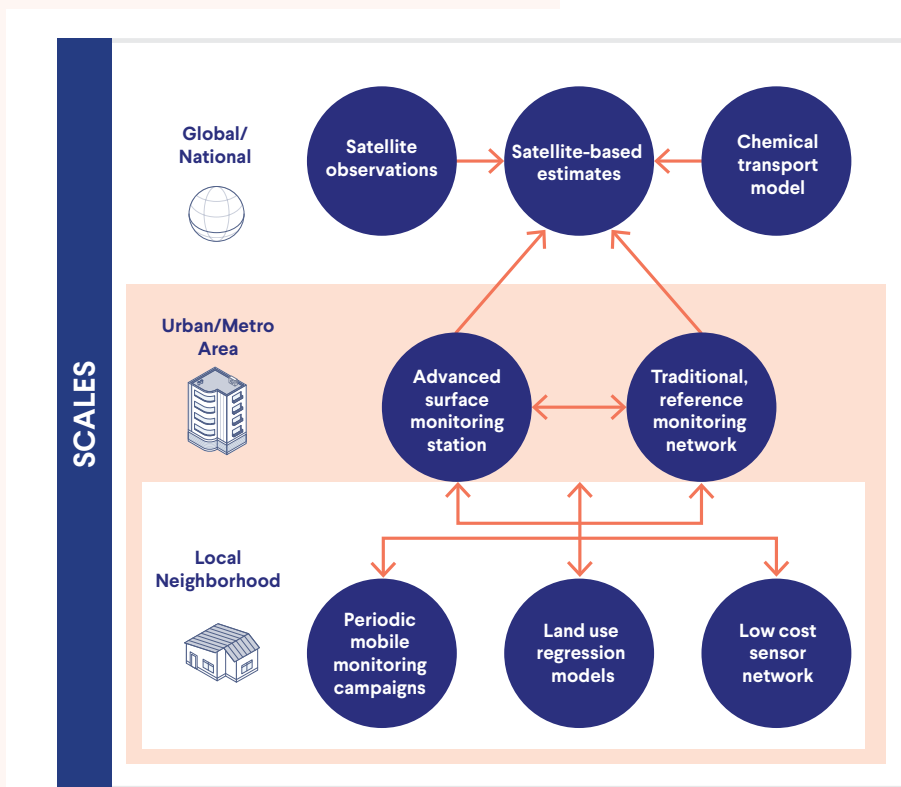 SCALES
Global/
National
Satellite
observations
Satellite-based
estimates
Chemical
transport
model
Urban/Metro
Area
Advanced
surface
monitoring
station
Traditional,
reference
monitoring
network
Local
Neighborhood
Periodic
mobile
monitoring
campaigns
Land use
regression
models
Low cost
sensor
network